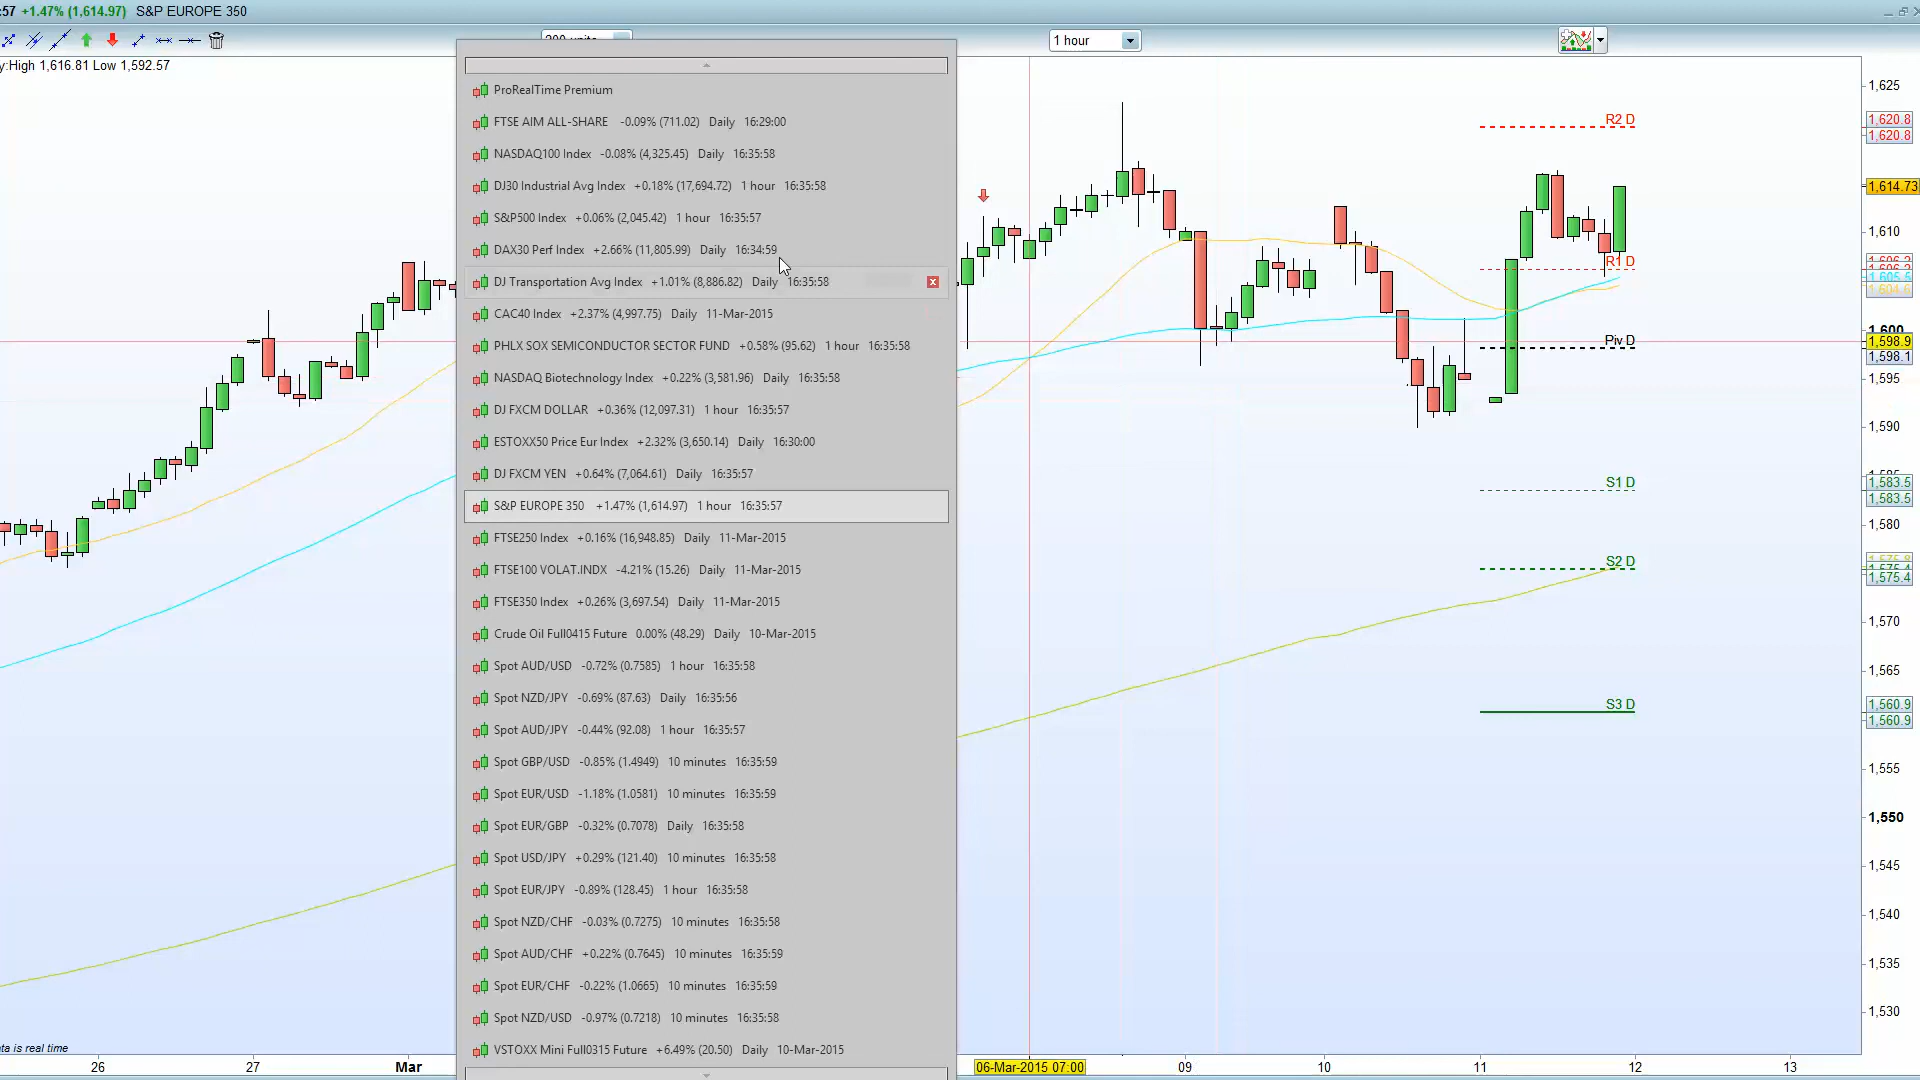 :57 +1.47% (1,614.97) S&P EUROPE 350
200 units
1 hour
y:High 1,616.81 Low 1,592.57
ProRealTime Premium
FTSE AIM ALL-SHARE -0.09% (711.02) Daily 16:29:00
NASDAQ100 Index -0.08% (4,325.45) Daily 16:35:58
DJ30 Industrial Avg Index +0.18% (17,694.72) 1 hour 16:35:58
S&P500 Index +0.06% (2,045.42) 1 hour 16:35:57
DAX30 Perf Index +2.66% (11,805.99) Daily 16:34:59
DJ Transportation Avg Index +1.01% (8,886.82) Daily 16:35:58
CAC40 Index +2.37% (4,997.75) Daily 11-Mar-2015
PHLX SOX SEMICONDUCTOR SECTOR FUND +0.58% (95.62) 1 hour 16:35:58
NASDAQ Biotechnology Index +0.22% (3,581.96) Daily 16:35:58
DJ FXCM DOLLAR +0.36% (12,097.31) 1 hour 16:35:57
ESTOXX50 Price Eur Index +2.32% (3,650.14) Daily 16:30:00
DJ FXCM YEN +0.64% (7,064.61) Daily 16:35:57
S&P EUROPE 350 +1.47% (1,614.97) 1 hour 16:35:57
FTSE250 Index +0.16% (16,948.85) Daily 11-Mar-2015
FTSE100 VOLAT.INDX -4.21% (15.26) Daily 11-Mar-2015
FTSE350 Index +0.26% (3,697.54) Daily 11-Mar-2015
Crude Oil Full0415 Future 0.00% (48.29) Daily 10-Mar-2015
Spot AUD/USD -0.72% (0.7585) 1 hour 16:35:58
Spot NZD/JPY -0.69% (87.63) Daily 16:35:56
Spot AUD/JPY -0.44% (92.08) 1 hour 16:35:57
Spot GBP/USD -0.85% (1.4949) 10 minutes 16:35:59
Spot EUR/USD -1.18% (1.0581) 10 minutes 16:35:59
Spot EUR/GBP -0.32% (0.7078) Daily 16:35:58
Spot USD/JPY +0.29% (121.40) 10 minutes 16:35:58
Spot EUR/JPY -0.89% (128.45) 1 hour 16:35:58
Spot NZD/CHF -0.03% (0.7275) 10 minutes 16:35:58
Spot AUD/CHF +0.22% (0.7645) 10 minutes 16:35:59
Spot EUR/CHF -0.22% (1.0665) 10 minutes 16:35:59
Spot NZD/USD -0.97% (0.7218) 10 minutes 16:35:58
VSTOXX Mini Full0315 Future +6.49% (20.50) Daily 10-Mar-2015
R2 D
R1 D
Piv D
S1 D
S2 D
S3 D
1,625
1,620.8
1,620.8
1,614.73
1,610
1,605.5
1,600
1,598.9
1,598.1
1,595
1,590
1,583.5
1,583.5
1,580
1,575.4
1,570
1,565
1,560.9
1,560.9
1,555
1,550
1,545
1,540
1,535
1,530
ta is real time
26 27 Mar 06-Mar-2015 07:00 09 10 11 12 13